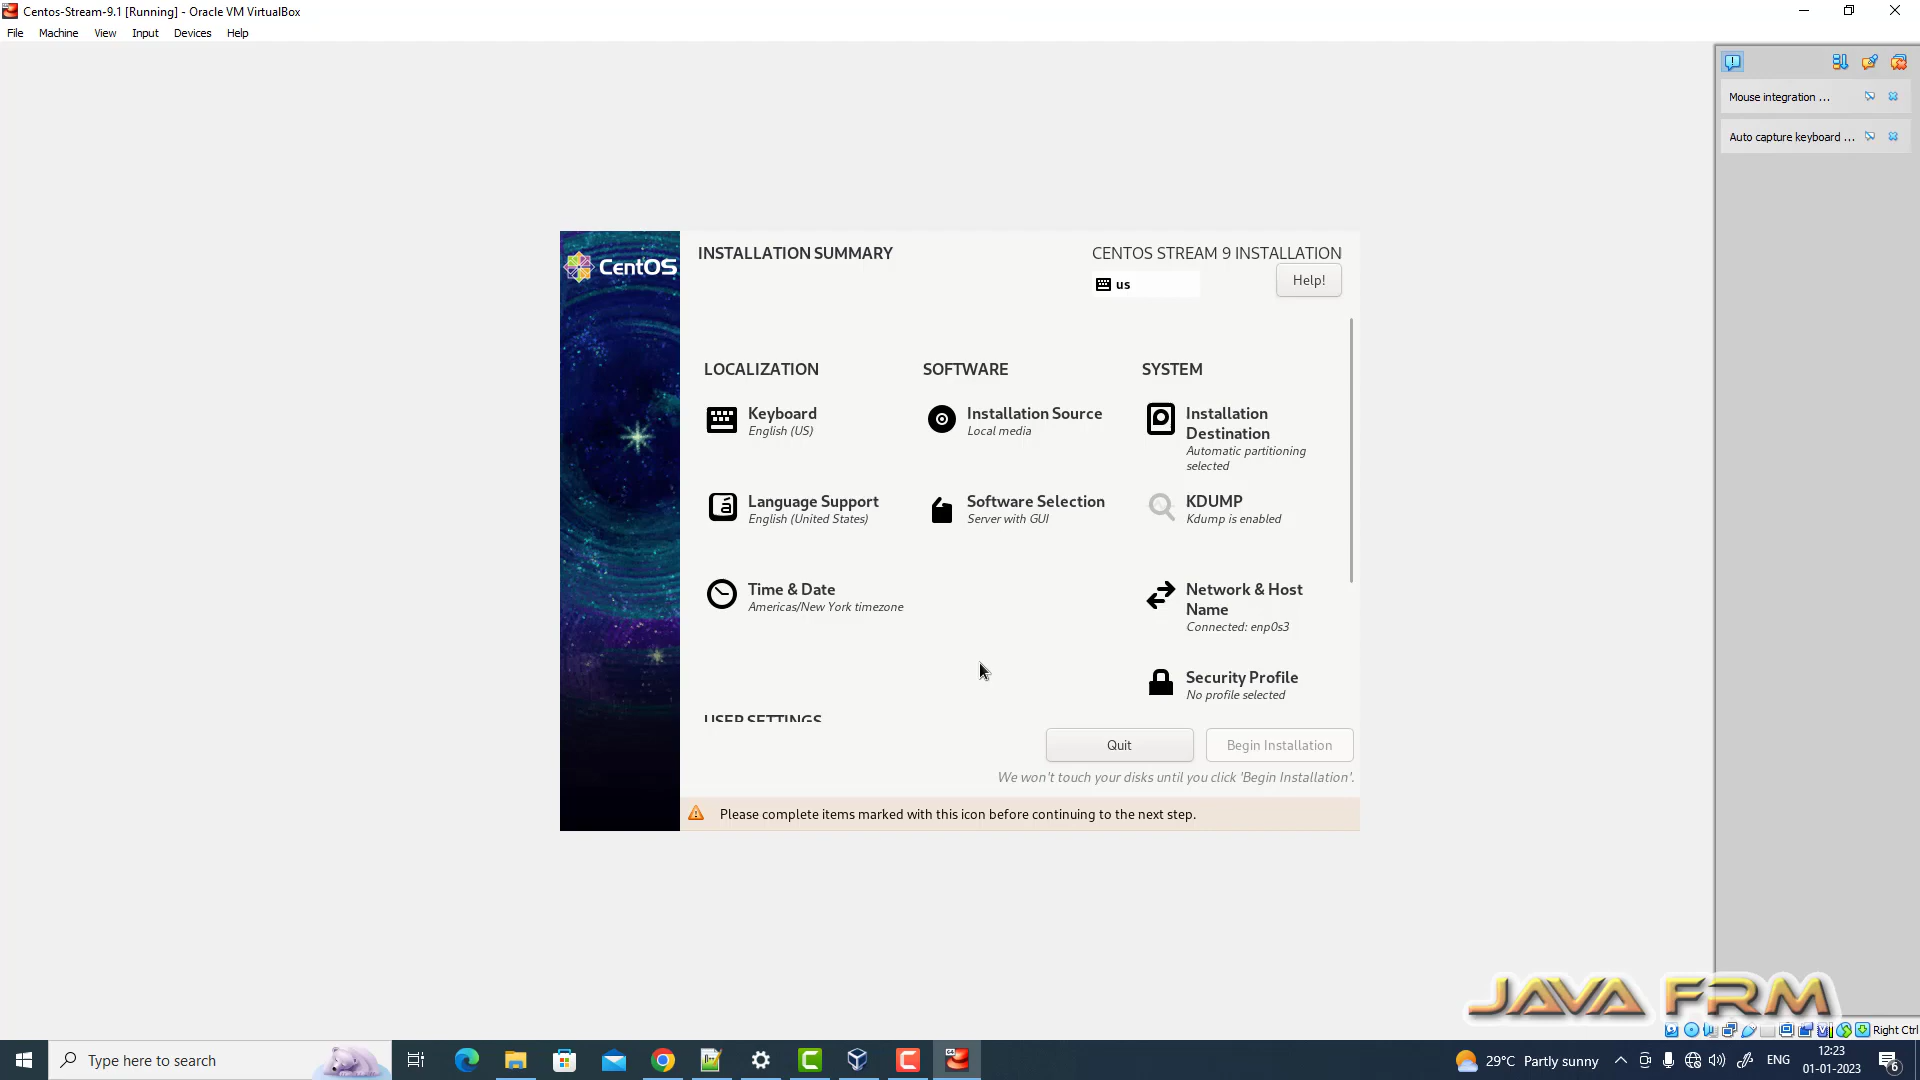 Centos-Stream-9.1 [Running] - Oracle VM VirtualBox
File Machine View Input Devices Help
Mouse integration ...
Auto capture keyboard ...
CentOS
INSTALLATION SUMMARY
CENTOS STREAM 9 INSTALLATION
us
Help!
LOCALIZATION
SOFTWARE
SYSTEM
Keyboard
English (US)
Installation Source
Local media
Installation
Destination
Automatic partitioning
selected
Language Support
English (United States)
Software Selection
Server with GUI
KDUMP
Kdump is enabled
Time & Date
Americas/New York timezone
Network & Host
Name
Connected: enp0s3
Security Profile
No profile selected
USER SETTINGS
Quit
Begin Installation
We won't touch your disks until you click 'Begin Installation'.
Please complete items marked with this icon before continuing to the next step.
JAVA FRM
Right Ctrl
Type here to search
29°C Partly sunny
ENG
12:23
01-01-2023
6